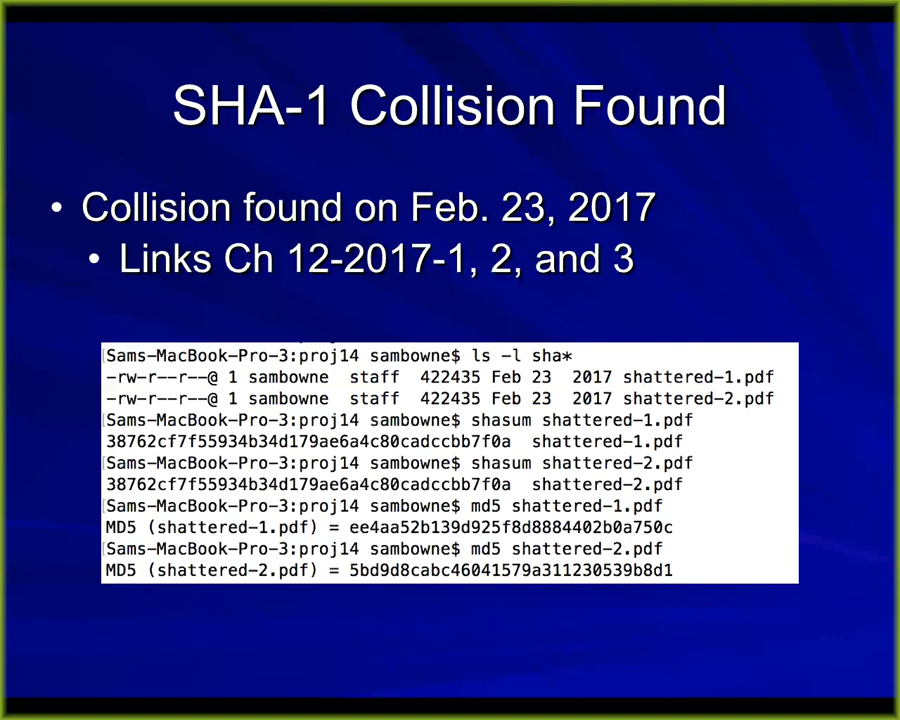 SHA-1 Collision Found
• Collision found on Feb. 23, 2017
• Links Ch 12-2017-1, 2, and 3
[Sams-MacBook-Pro-3:proj14 sambowne$ ls -l sha*
-rw-r--r--@ 1 sambowne  staff  422435 Feb 23  2017 shattered-1.pdf
-rw-r--r--@ 1 sambowne  staff  422435 Feb 23  2017 shattered-2.pdf
[Sams-MacBook-Pro-3:proj14 sambowne$ shasum shattered-1.pdf
38762cf7f55934b34d179ae6a4c80cadccbb7f0a  shattered-1.pdf
[Sams-MacBook-Pro-3:proj14 sambowne$ shasum shattered-2.pdf
38762cf7f55934b34d179ae6a4c80cadccbb7f0a  shattered-2.pdf
[Sams-MacBook-Pro-3:proj14 sambowne$ md5 shattered-1.pdf
MD5 (shattered-1.pdf) = ee4aa52b139d925f8d8884402b0a750c
[Sams-MacBook-Pro-3:proj14 sambowne$ md5 shattered-2.pdf
MD5 (shattered-2.pdf) = 5bd9d8cabc46041579a311230539b8d1